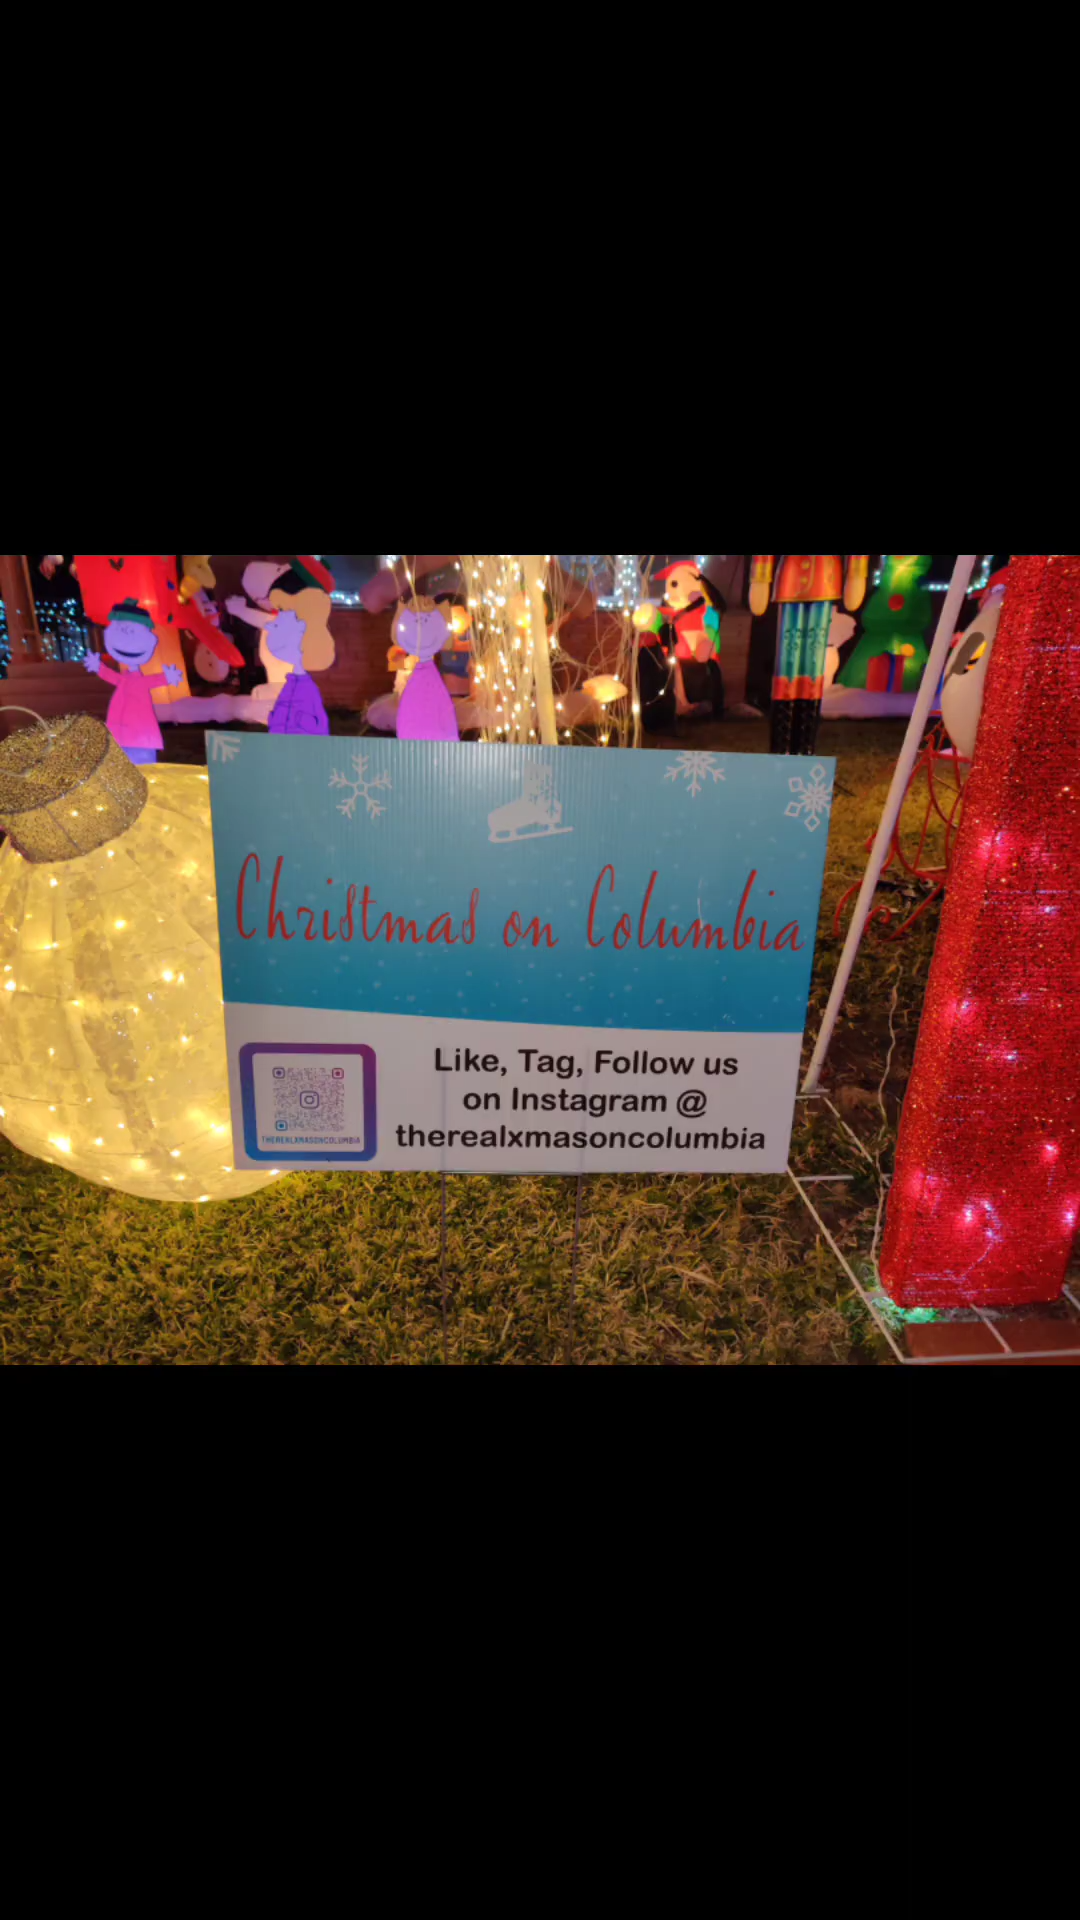 Christmas on Columbia
Like, Tag, Follow us
on Instagram @
therealxmasoncolumbia
THEREALXMASONCOLUMBIA